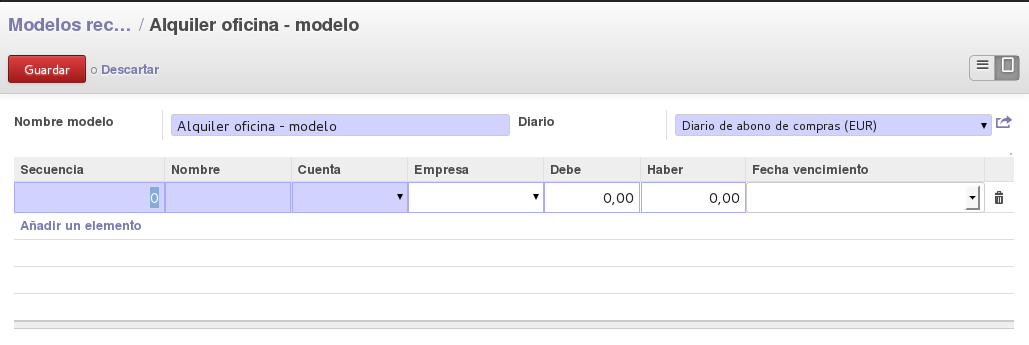 Modelos rec... / Alquiler oficina - modelo
Guardar o Descartar
Nombre modelo Alquiler oficina - modelo Diario Diario de abono de compras (EUR)
Secuencia Nombre Cuenta Empresa Debe Haber Fecha vencimiento
0 0,00 0,00
Añadir un elemento